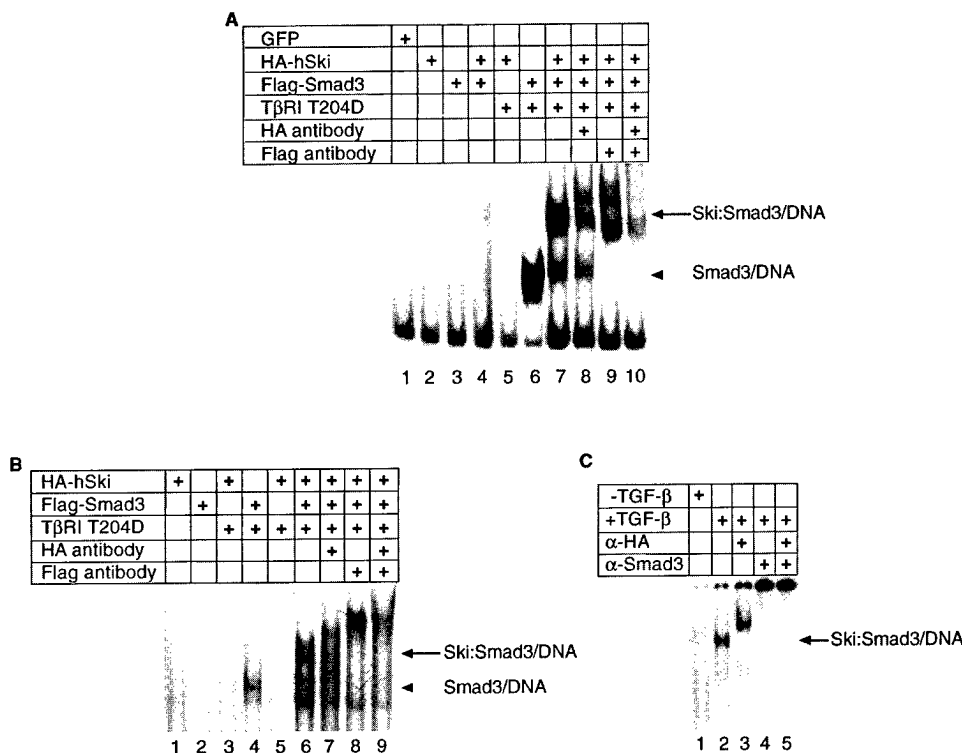 A
GFP +
HA-hSki + + + + + + +
Flag-Smad3 + + + + + + +
TβRI T204D + + + + + +
HA antibody + +
Flag antibody + +
Ski:Smad3/DNA
Smad3/DNA
1 2 3 4 5 6 7 8 9 10
B
HA-hSki + + + + + + +
Flag-Smad3 + + + + + +
TβRI T204D + + + + + + +
HA antibody + +
Flag antibody + +
Ski:Smad3/DNA
Smad3/DNA
1 2 3 4 5 6 7 8 9
C
-TGF-β +
+TGF-β + + + +
α-HA + +
α-Smad3 + +
Ski:Smad3/DNA
1 2 3 4 5